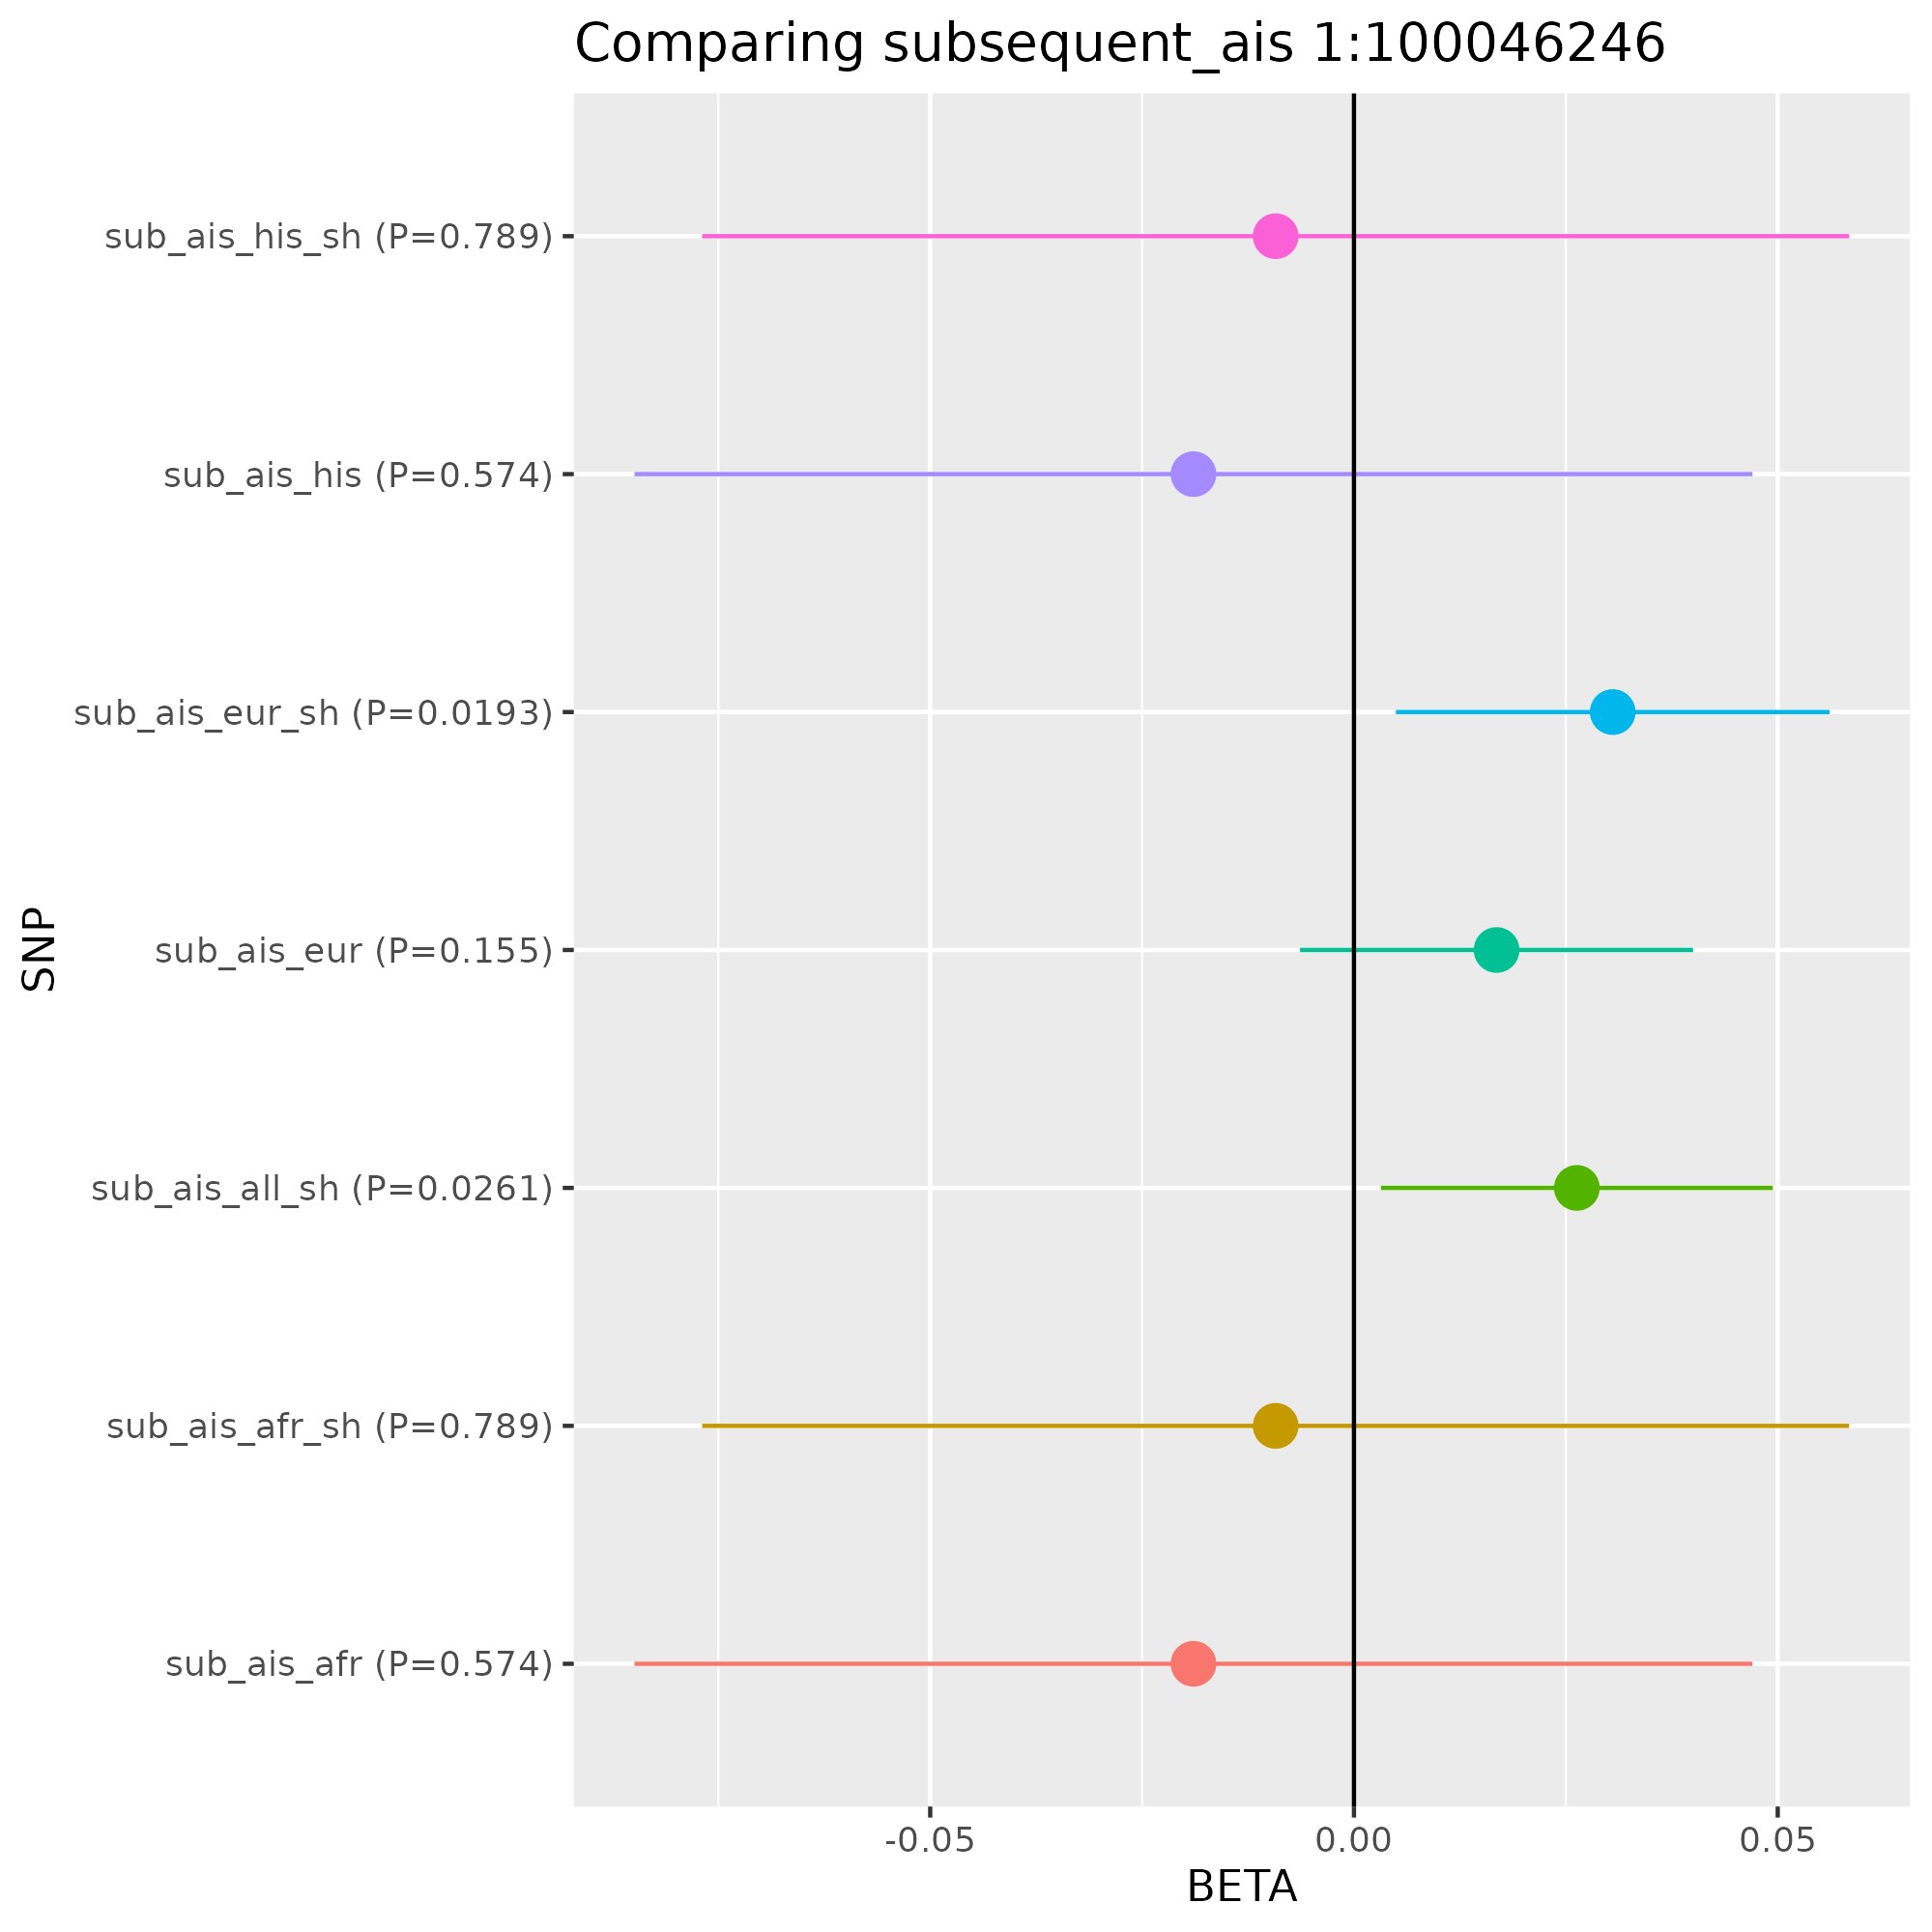 Comparing subsequent_ais 1:100046246
sub_ais_his_sh (P=0.789)
sub_ais_his (P=0.574)
sub_ais_eur_sh (P=0.0193)
sub_ais_eur (P=0.155)
sub_ais_all_sh (P=0.0261)
sub_ais_afr_sh (P=0.789)
sub_ais_afr (P=0.574)
SNP
-0.05 0.00 0.05
BETA